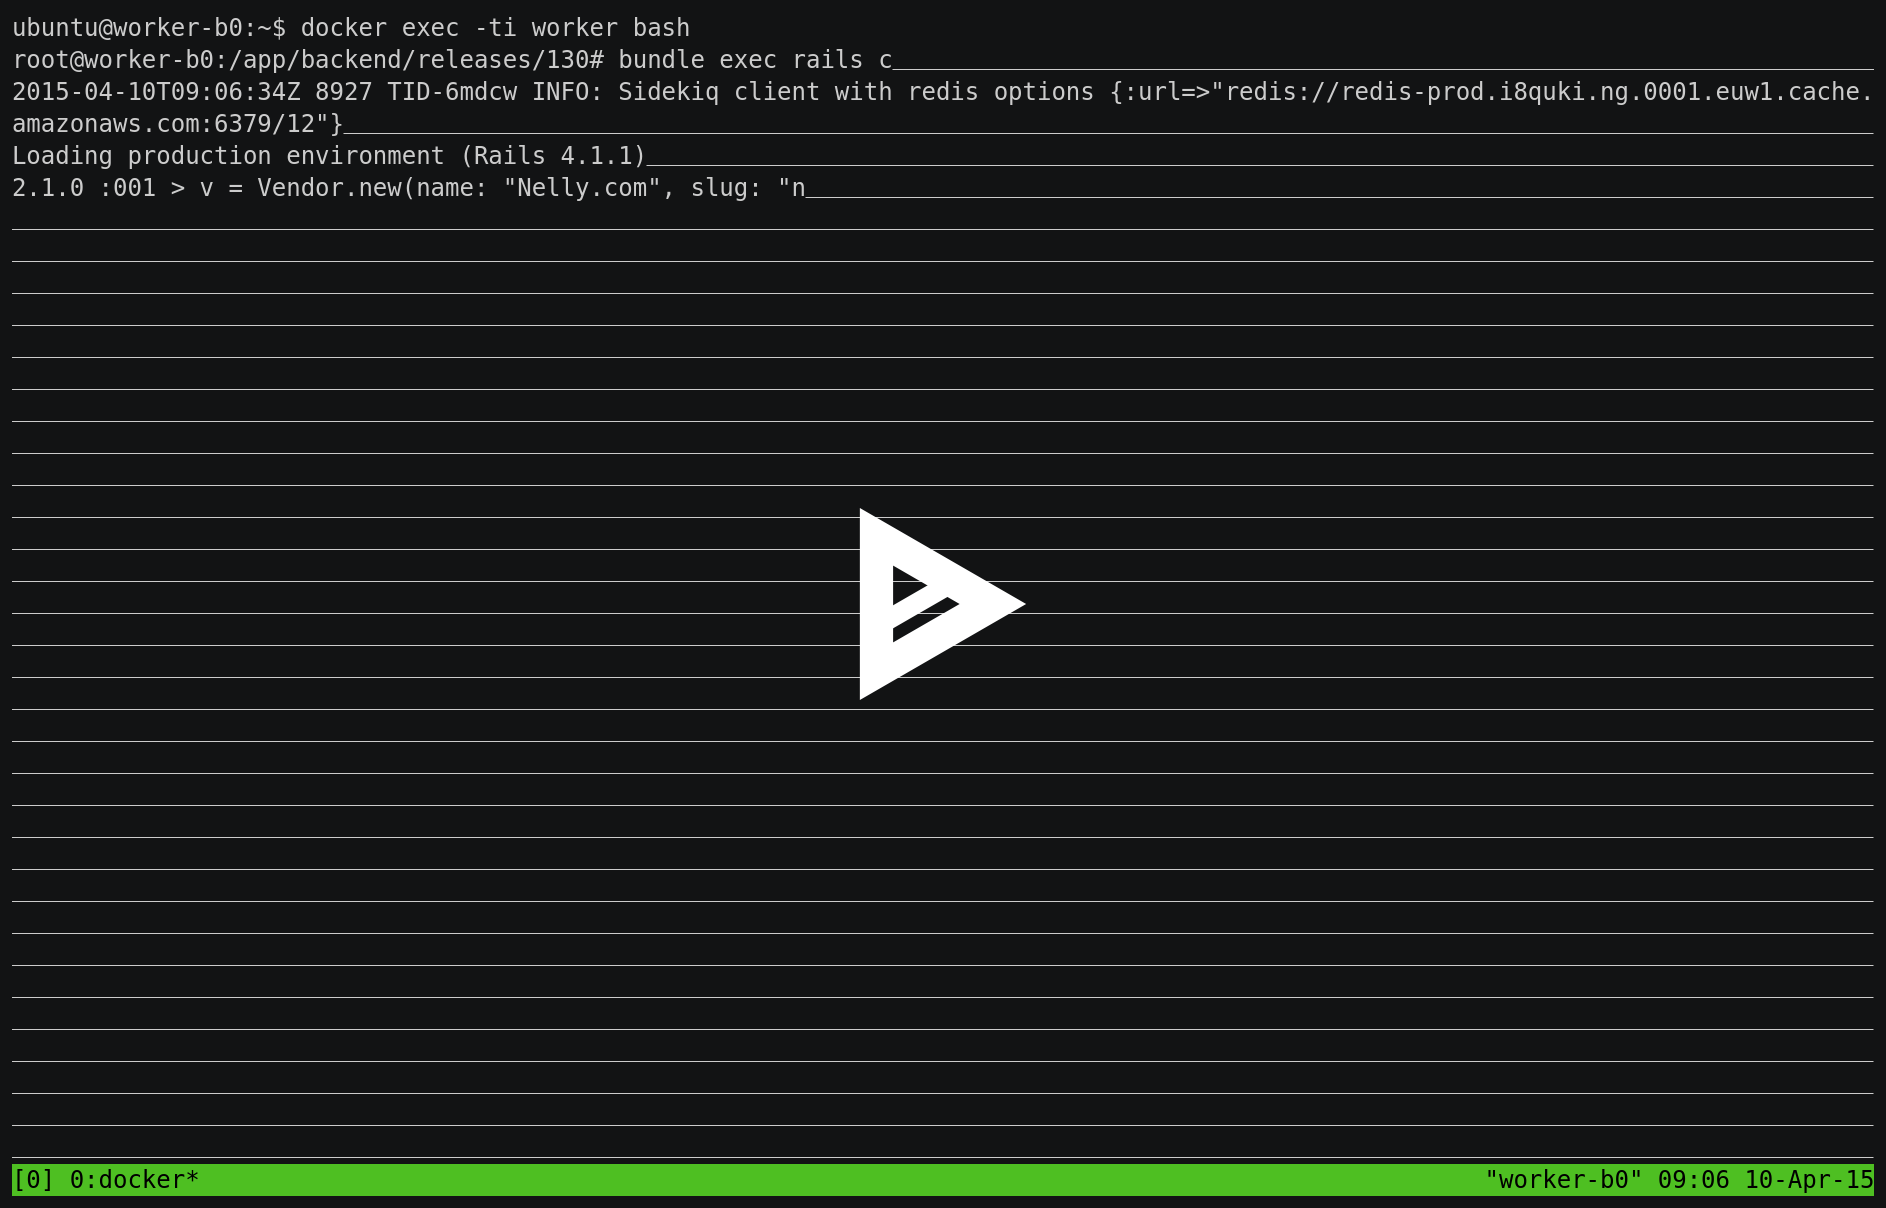 ubuntu@worker-b0:~$ docker exec -ti worker bash
root@worker-b0:/app/backend/releases/130# bundle exec rails c
2015-04-10T09:06:34Z 8927 TID-6mdcw INFO: Sidekiq client with redis options {:url=>"redis://redis-prod.i8quki.ng.0001.euw1.cache.
amazonaws.com:6379/12"}
Loading production environment (Rails 4.1.1)
2.1.0 :001 > v = Vendor.new(name: "Nelly.com", slug: "n
[0] 0:docker* "worker-b0" 09:06 10-Apr-15